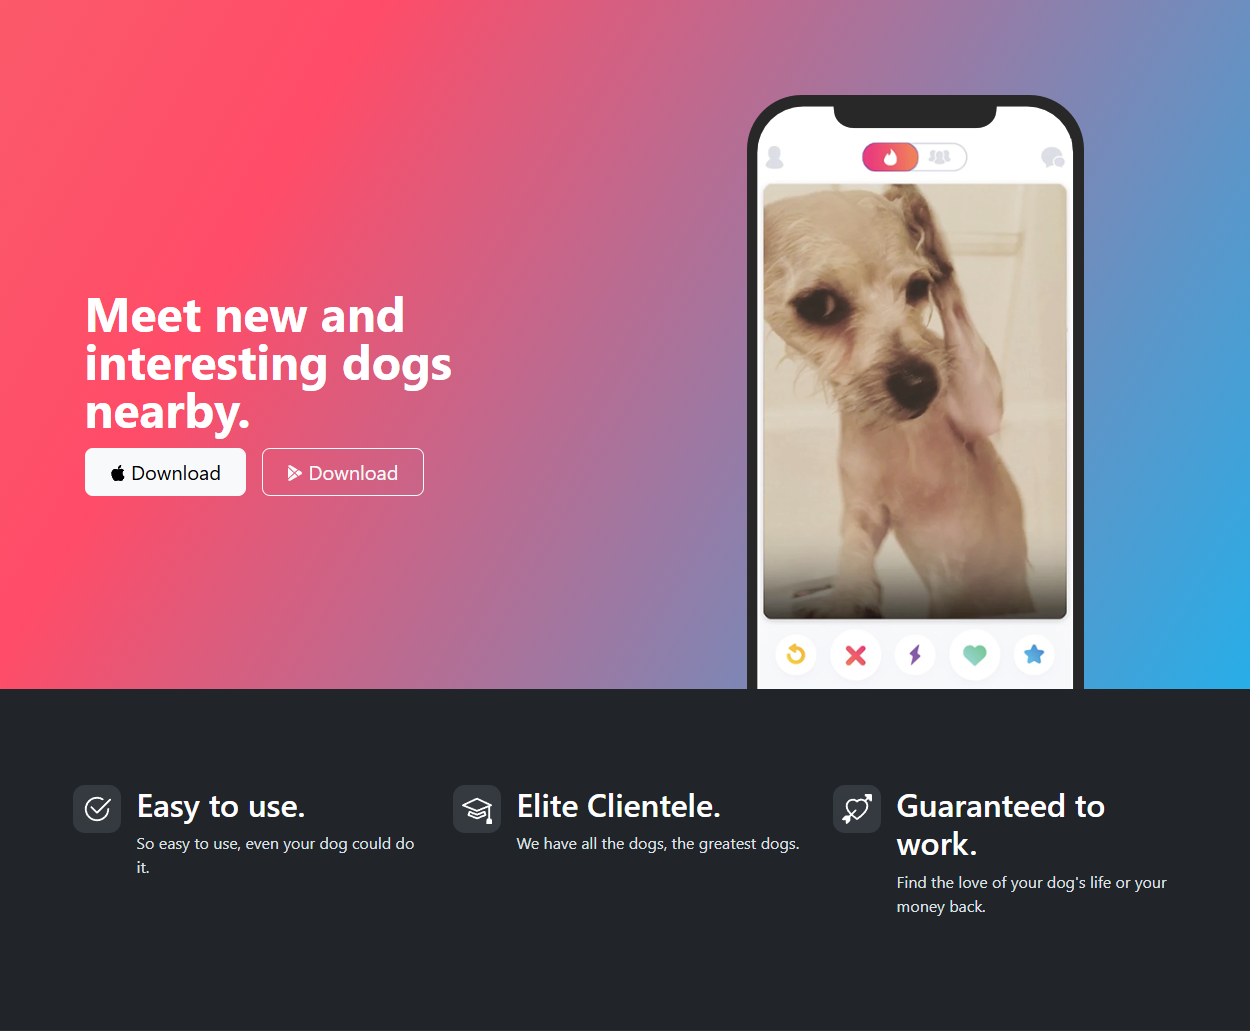 Meet new and
interesting dogs
nearby.
Download
Download
Easy to use.
So easy to use, even your dog could do
it.
Elite Clientele.
We have all the dogs, the greatest dogs.
Guaranteed to
work.
Find the love of your dog's life or your
money back.